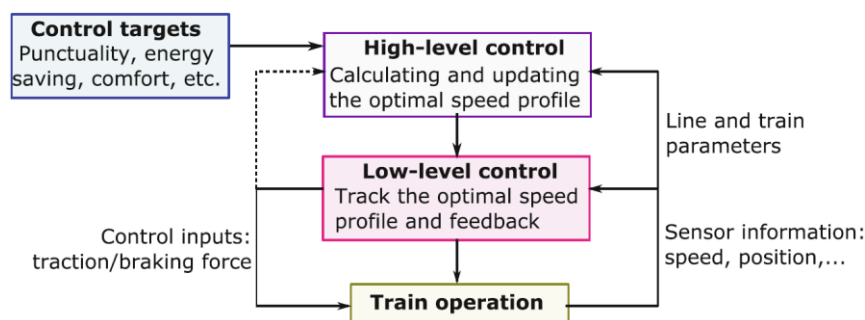 Control targets
Punctuality, energy
saving, comfort, etc.
High-level control
Calculating and updating
the optimal speed profile
Line and train
parameters
Low-level control
Track the optimal speed
profile and feedback
Control inputs:
traction/braking force
Sensor information:
speed, position,...
Train operation